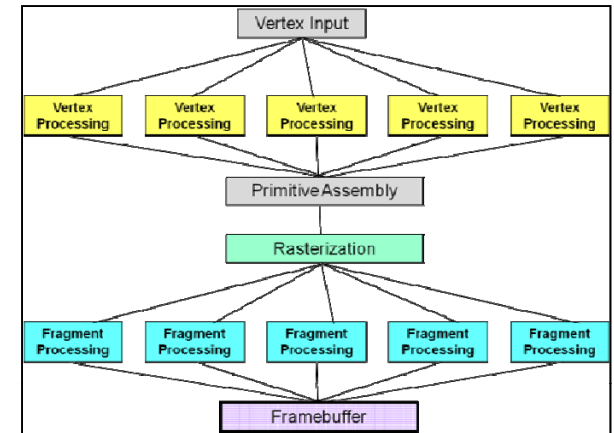 Vertex Input
Vertex Processing
Vertex Processing
Vertex Processing
Vertex Processing
Vertex Processing
Primitive Assembly
Rasterization
Fragment Processing
Fragment Processing
Fragment Processing
Fragment Processing
Fragment Processing
Framebuffer